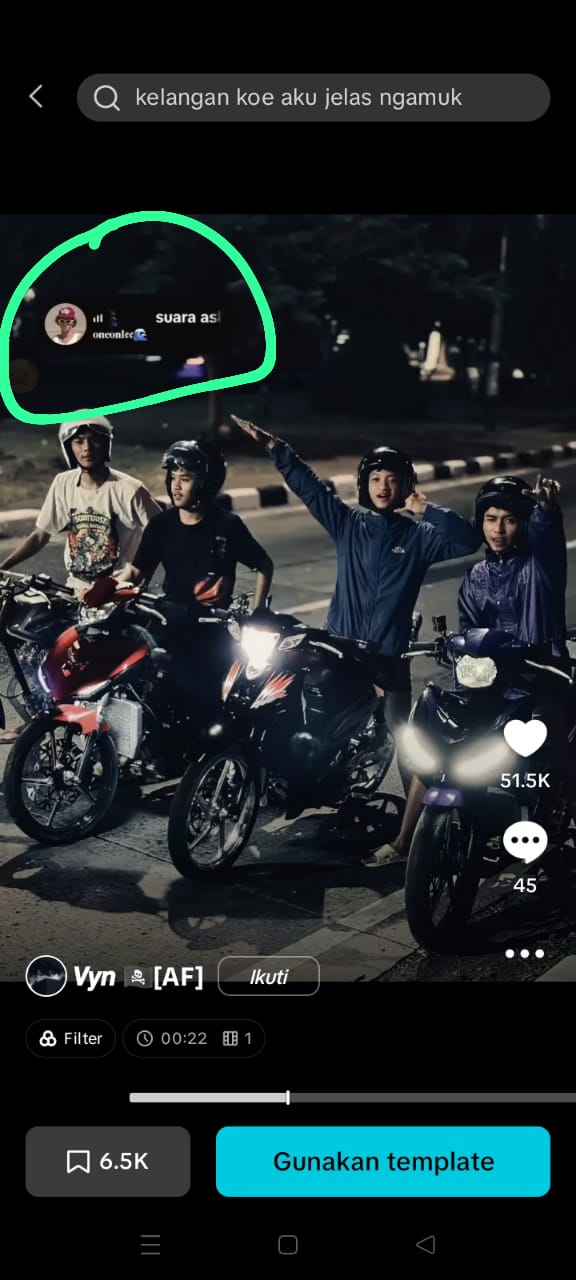 kelangan koe aku jelas ngamuk
suara as
oneonlee🌊
51.5K
45
Vyn 🏴‍☠️[AF]
Ikuti
Filter
00:22
1
6.5K
Gunakan template